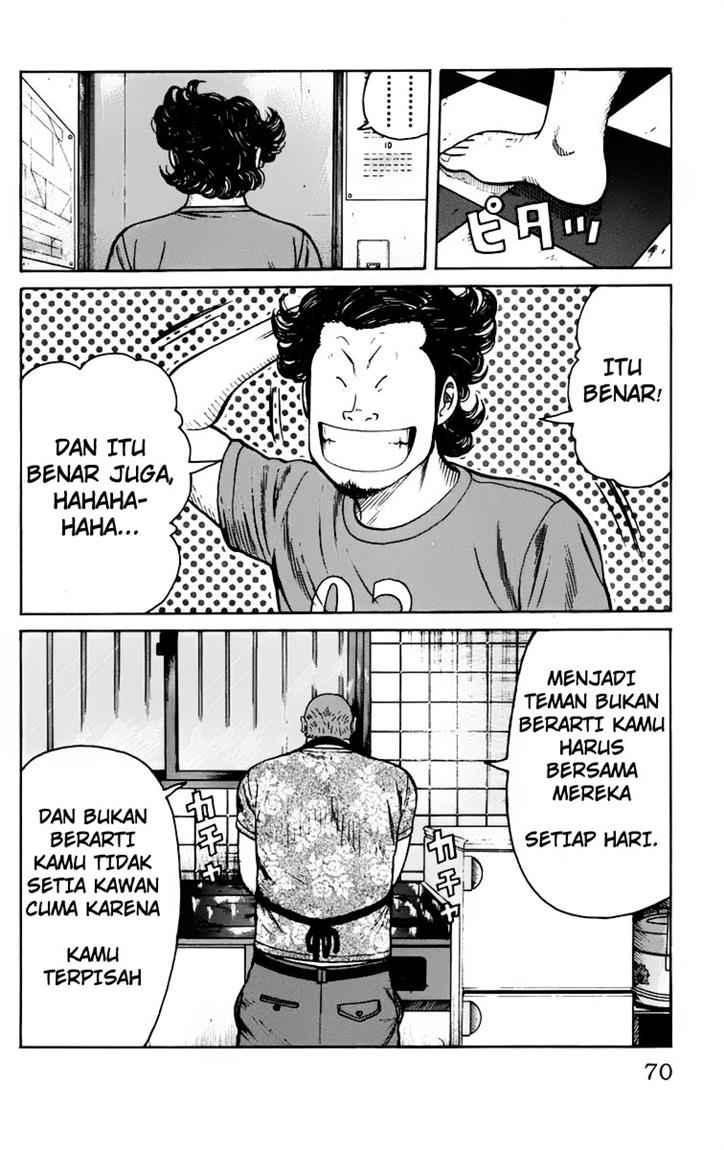 ピタッ
⋮⋮
10
ITU
BENAR!
DAN ITU
BENAR JUGA,
HAHAHA-
HAHA...
MENJADI
TEMAN BUKAN
BERARTI KAMU
HARUS
BERSAMA
MEREKA
SETIAP HARI.
カチャ
カチャ
DAN BUKAN
BERARTI
KAMU TIDAK
SETIA KAWAN
CUMA KARENA
KAMU
TERPISAH
70